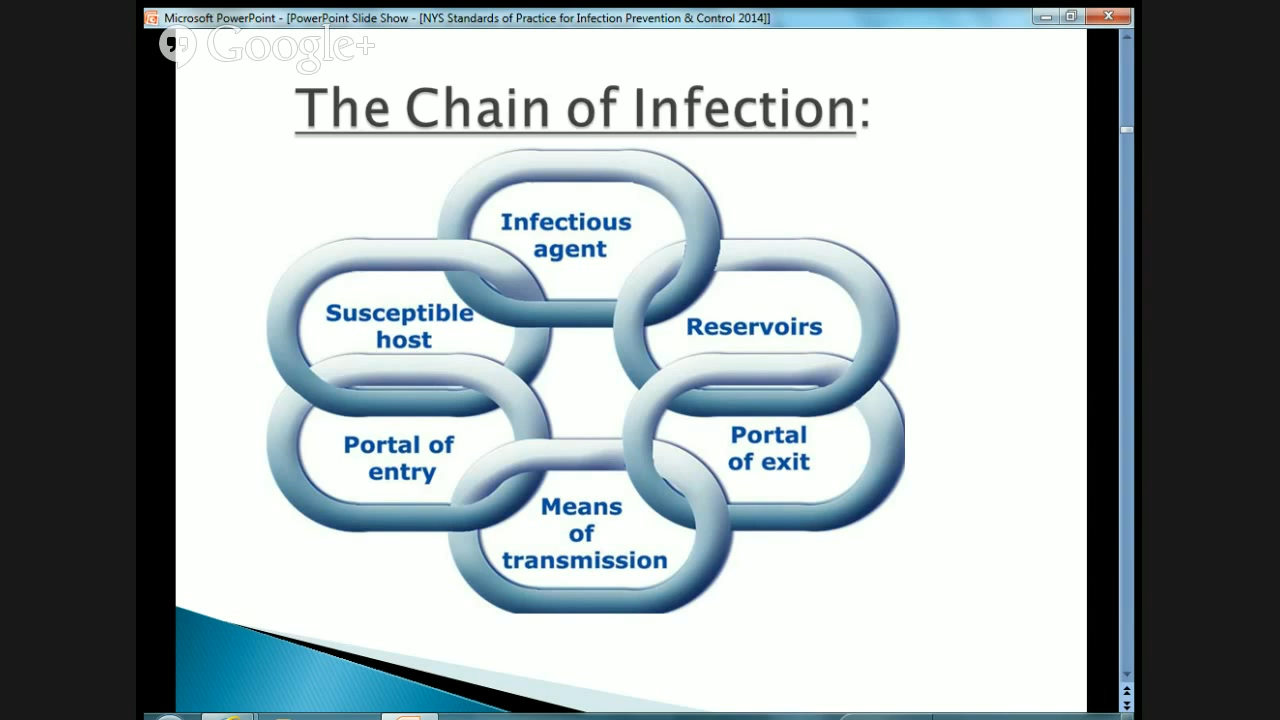 Microsoft PowerPoint - [PowerPoint Slide Show - [NYS Standards of Practice for Infection Prevention & Control 2014]]
Google+
The Chain of Infection:
Infectious
agent
Susceptible
host
Reservoirs
Portal of
entry
Portal
of exit
Means
of
transmission